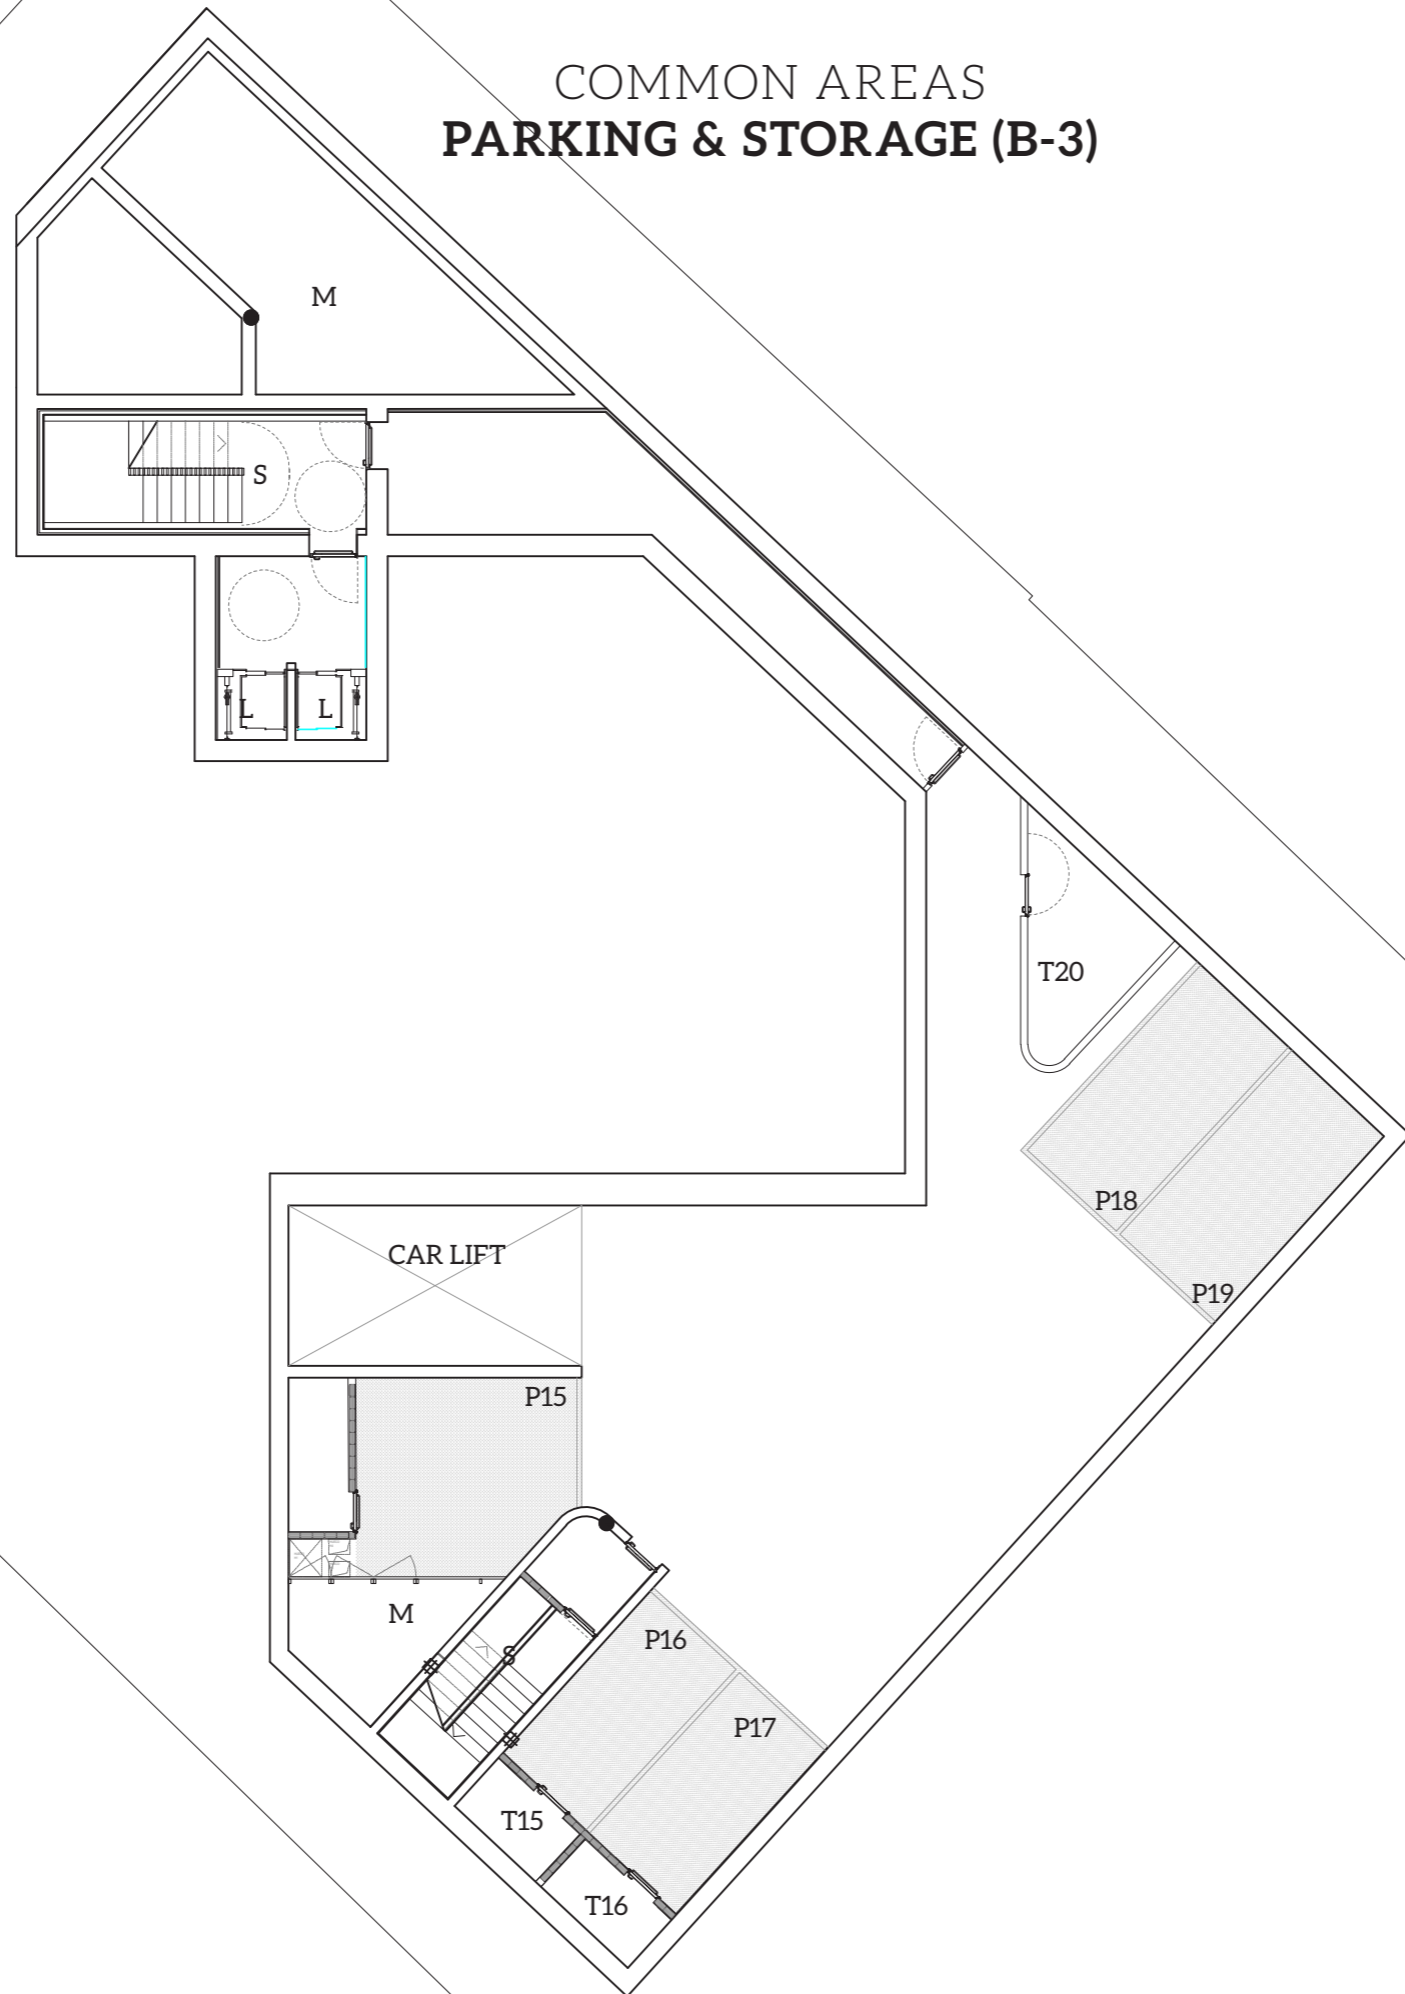 COMMON AREAS
PARKING & STORAGE (B-3)
M
S
L L
T20
P18
CAR LIFT
P19
P15
M
P16
S
P17
T15
T16